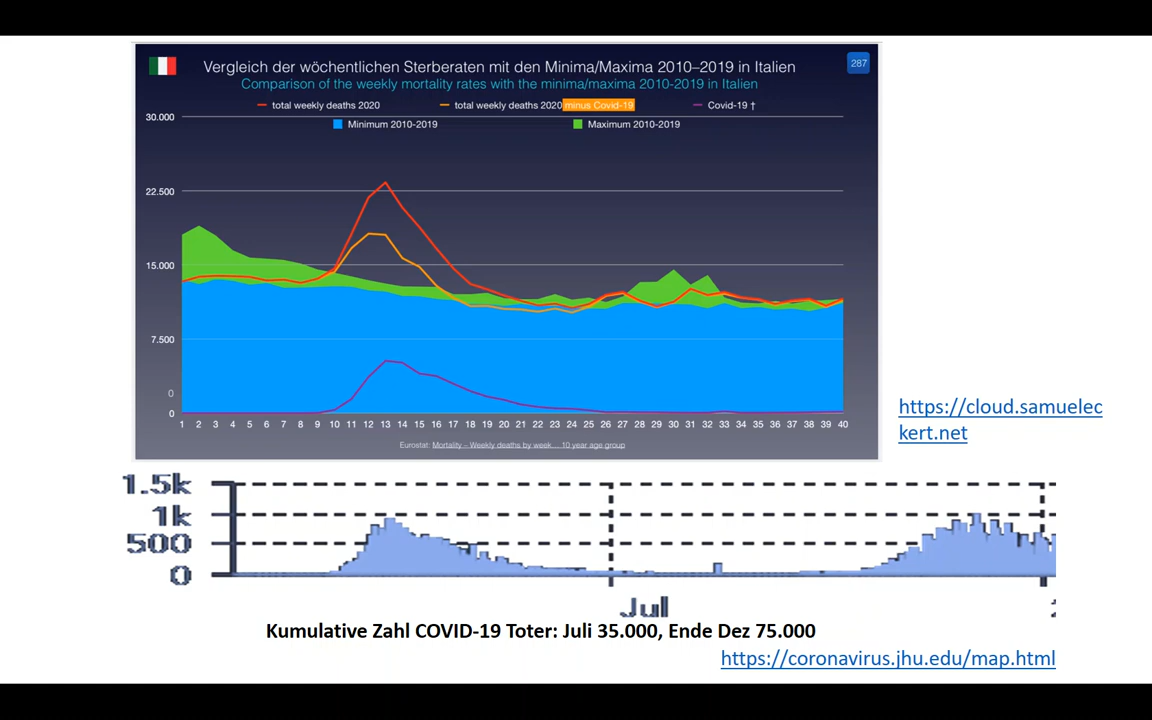 Vergleich der wöchentlichen Sterberaten mit den Minima/Maxima 2010–2019 in Italien
287
Comparison of the weekly mortality rates with the minima/maxima 2010-2019 in Italien
total weekly deaths 2020
total weekly deaths 2020 minus Covid-19
Covid-19 †
Minimum 2010-2019
Maximum 2010-2019
30.000
22.500
15.000
7.500
0
0
1 2 3 4 5 6 7 8 9 10 11 12 13 14 15 16 17 18 19 20 21 22 23 24 25 26 27 28 29 30 31 32 33 34 35 36 37 38 39 40
Eurostat: Mortality – Weekly deaths by week ... 10 year age group
https://cloud.samuelec
kert.net
1.5k
1k
500
0
Jul
Kumulative Zahl COVID-19 Toter: Juli 35.000, Ende Dez 75.000
https://coronavirus.jhu.edu/map.html